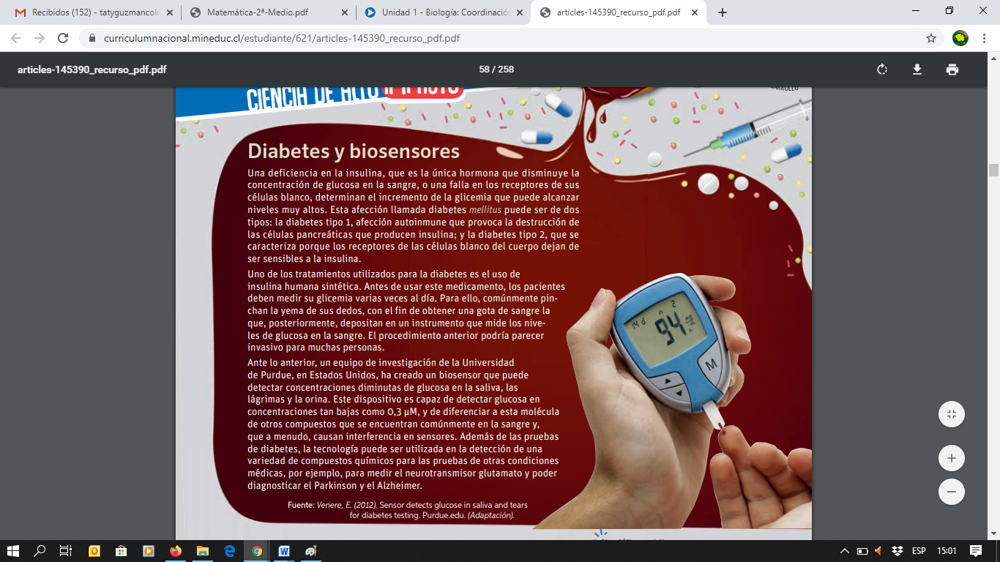 Recibidos (152) - tatyguzmancoli
Matemática-2ª-Medio.pdf
Unidad 1 - Biología: Coordinació
articles-145390_recurso_pdf.pdf
curriculumnacional.mineduc.cl/estudiante/621/articles-145390_recurso_pdf.pdf
articles-145390_recurso_pdf.pdf
58 / 258
CIENCIA DE ALTO
Diabetes y biosensores
Una deficiencia en la insulina, que es la única hormona que disminuye la
concentración de glucosa en la sangre, o una falla en los receptores de sus
células blanco, determinan el incremento de la glicemia que puede alcanzar
niveles muy altos. Esta afección llamada diabetes mellitus puede ser de dos
tipos: la diabetes tipo 1, afección autoinmune que provoca la destrucción de
las células pancreáticas que producen insulina; y la diabetes tipo 2, que se
caracteriza porque los receptores de las células blanco del cuerpo dejan de
ser sensibles a la insulina.
Uno de los tratamientos utilizados para la diabetes es el uso de
insulina humana sintética. Antes de usar este medicamento, los pacientes
deben medir su glicemia varias veces al día. Para ello, comúnmente pin-
chan la yema de sus dedos, con el fin de obtener una gota de sangre la
que, posteriormente, depositan en un instrumento que mide los nive-
les de glucosa en la sangre. El procedimiento anterior podría parecer
invasivo para muchas personas.
Ante lo anterior, un equipo de investigación de la Universidad
de Purdue, en Estados Unidos, ha creado un biosensor que puede
detectar concentraciones diminutas de glucosa en la saliva, las
lágrimas y la orina. Este dispositivo es capaz de detectar glucosa en
concentraciones tan bajas como 0,3 µM, y de diferenciar a esta molécula
de otros compuestos que se encuentran comúnmente en la sangre y,
que a menudo, causan interferencia en sensores. Además de las pruebas
de diabetes, la tecnología puede ser utilizada en la detección de una
variedad de compuestos químicos para las pruebas de otras condiciones
médicas, por ejemplo, para medir el neurotransmisor glutamato y poder
diagnosticar el Parkinson y el Alzheimer.
Fuente: Venere, E. (2012). Sensor detects glucose in saliva and tears
for diabetes testing. Purdue.edu. (Adaptación).
14 d n 2
94
M
ESP
15:01